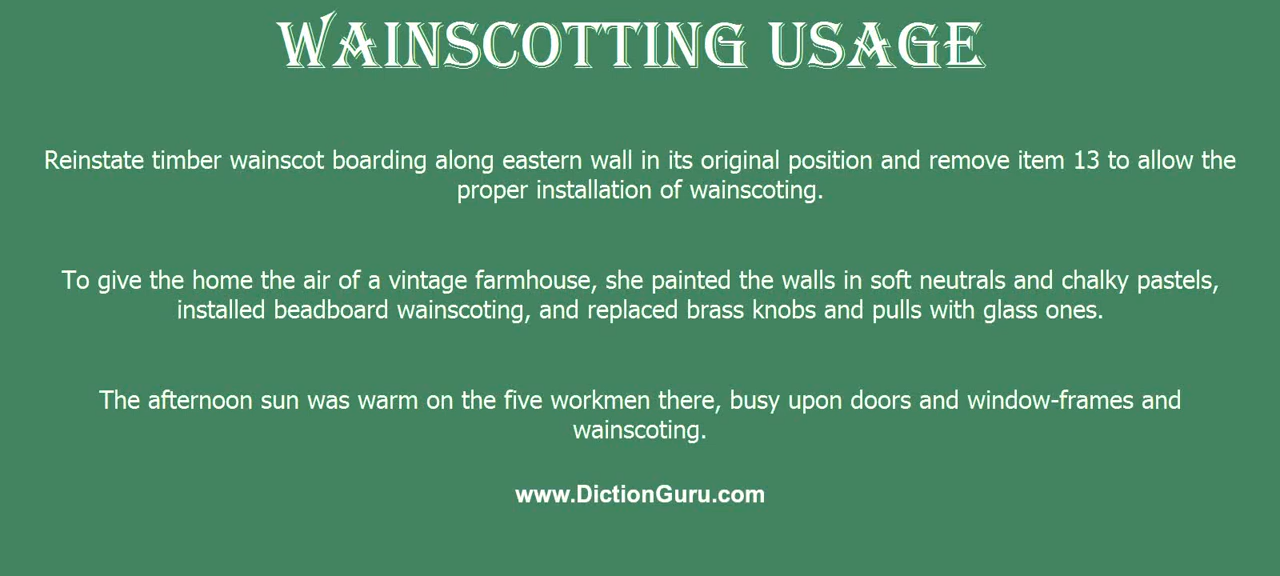 WAINSCOTTING USAGE
Reinstate timber wainscot boarding along eastern wall in its original position and remove item 13 to allow the
proper installation of wainscoting.
To give the home the air of a vintage farmhouse, she painted the walls in soft neutrals and chalky pastels,
installed beadboard wainscoting, and replaced brass knobs and pulls with glass ones.
The afternoon sun was warm on the five workmen there, busy upon doors and window-frames and
wainscoting.
www.DictionGuru.com